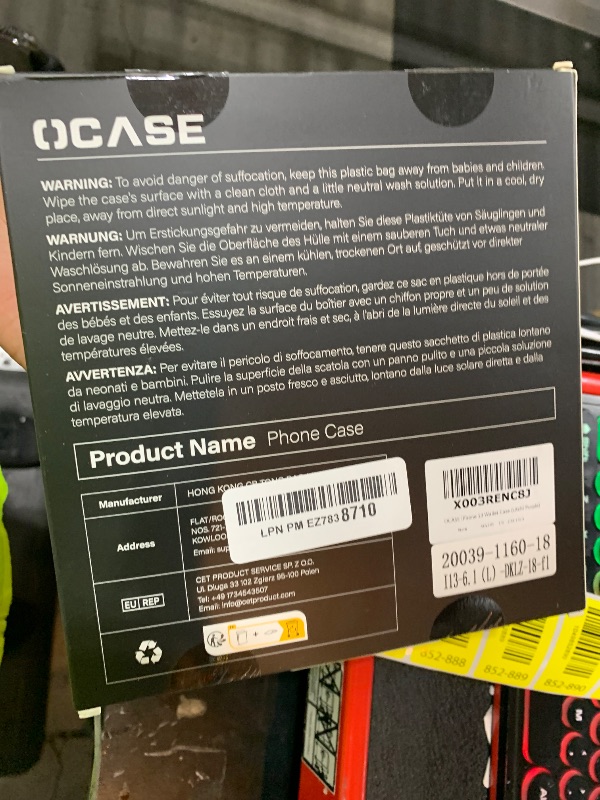 OCASE
WARNING: To avoid danger of suffocation, keep this plastic bag away from babies and children.
Wipe the case's surface with a clean cloth and a little neutral wash solution. Put it in a cool, dry
place, away from direct sunlight and high temperature.
WARNUNG: Um Erstickungsgefahr zu vermeiden, halten Sie diese Plastiktüte von Säuglingen und
Kindern fern. Wischen Sie die Oberfläche des Hülle mit einem sauberen Tuch und etwas neutraler
Waschlösung ab. Bewahren Sie es an einem kühlen, trockenen Ort auf, geschützt vor direkter
Sonneneinstrahlung und hohen Temperaturen.
AVERTISSEMENT: Pour éviter tout risque de suffocation, gardez ce sac en plastique hors de portée
des bébés et des enfants. Essuyez la surface du boîtier avec un chiffon propre et un peu de solution
de lavage neutre. Mettez-le dans un endroit frais et sec, à l'abri de la lumière directe du soleil et des
températures élevées.
AVVERTENZA: Per evitare il pericolo di soffocamento, tenere questo sacchetto di plastica lontano
da neonati e bambini. Pulire la superficie della scatola con un panno pulito e una piccola soluzione
di lavaggio neutra. Mettetela in un posto fresco e asciutto, lontano dalla luce solare diretta e dalla
temperatura elevata.
Product Name Phone Case
Manufacturer HONG KONG
Address FLAT/RO
NOS. 721-
KOWLOO
Email: sup
LPN PM EZ783 8710
X003RENC8J
20039-1160-18
I13-6.1 (L) -DKLZ-18-f1
EU REP
CET PRODUCT SERVICE SP. Z O.O.
Ul. Dluga 33 102 Zgierz 95-100 Polen
Tel: +49 1734543507
Email: info@cetproduct.com
852-888
852-889
852-890
M